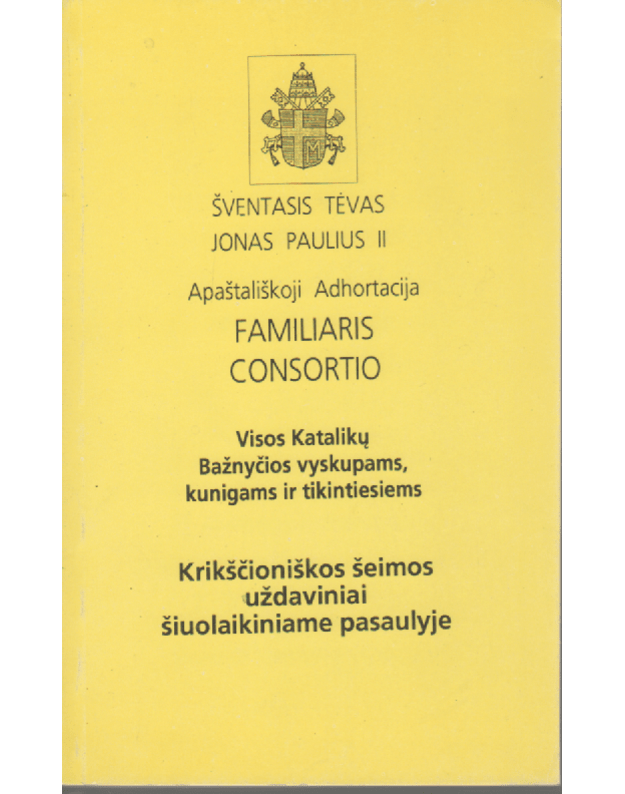 ŠVENTASIS TĖVAS
JONAS PAULIUS II
Apaštališkoji Adhortacija
FAMILIARIS
CONSORTIO
Visos Katalikų
Bažnyčios vyskupams,
kunigams ir tikintiesiems
Krikščioniškos šeimos
uždaviniai
šiuolaikiniame pasaulyje